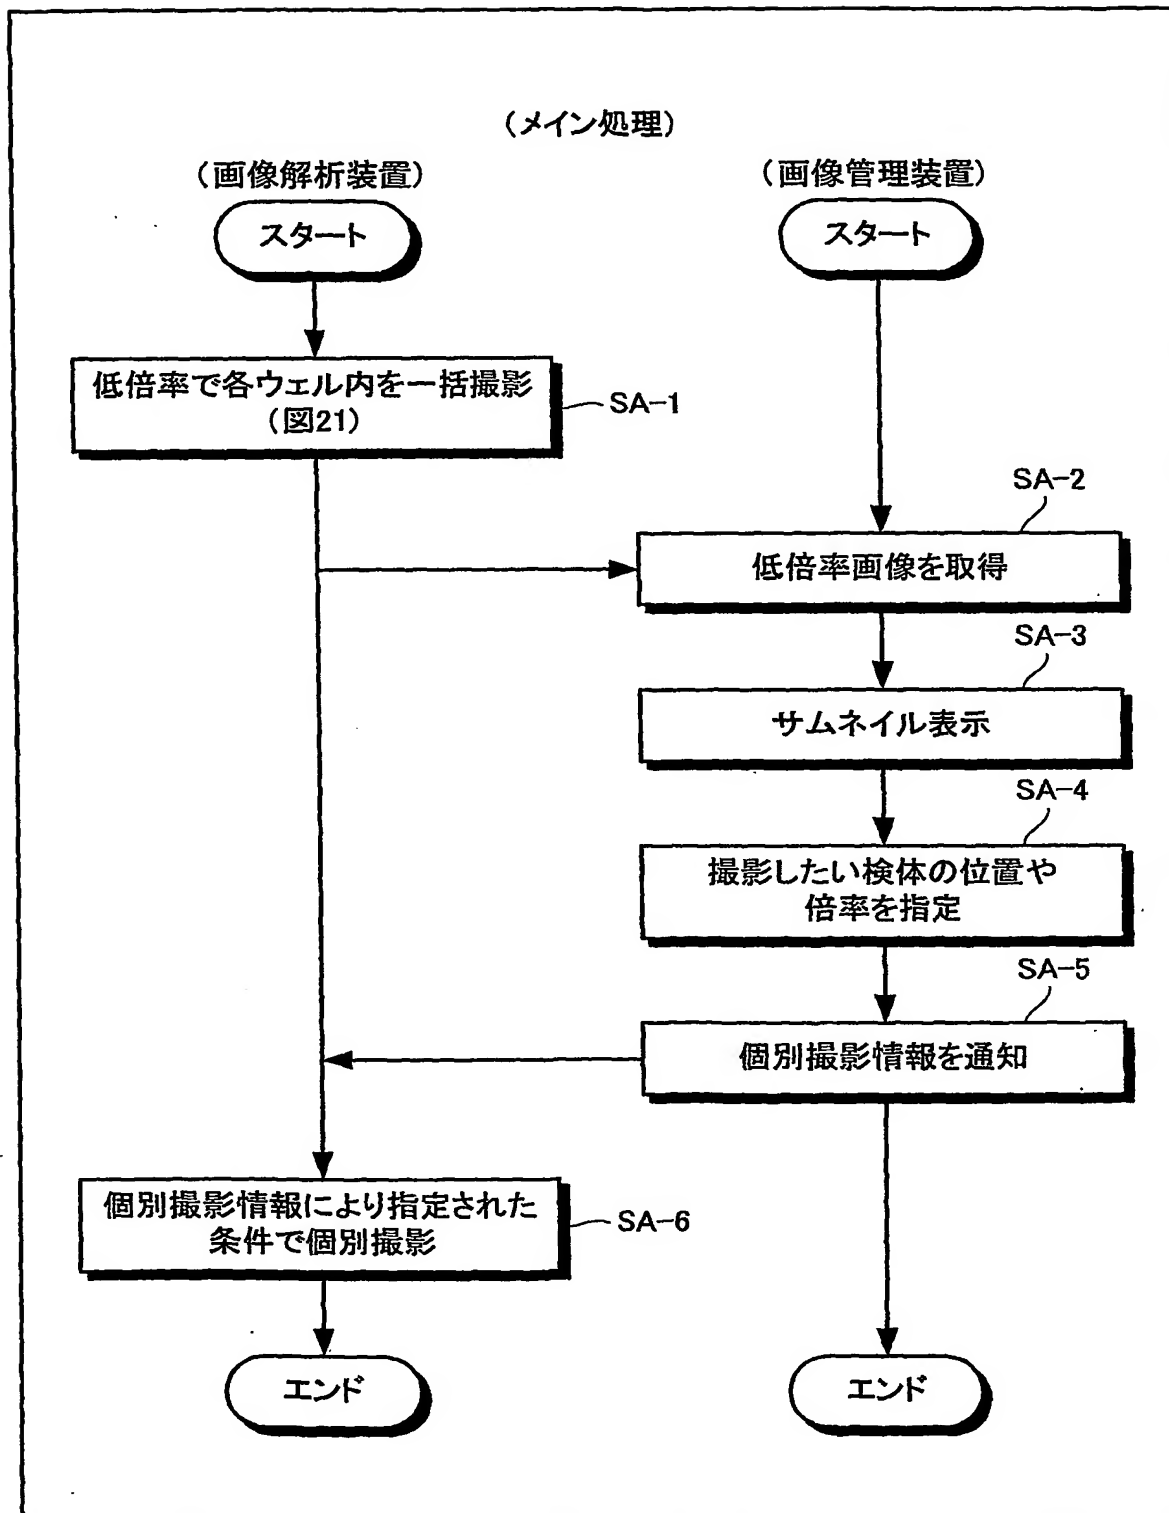 (メイン処理)
(画像解析装置)
(画像管理装置)
スタート
スタート
低倍率で各ウェル内を一括撮影
(図21)
SA-1
SA-2
低倍率画像を取得
SA-3
サムネイル表示
SA-4
撮影したい検体の位置や
倍率を指定
SA-5
個別撮影情報を通知
個別撮影情報により指定された
条件で個別撮影
SA-6
エンド
エンド